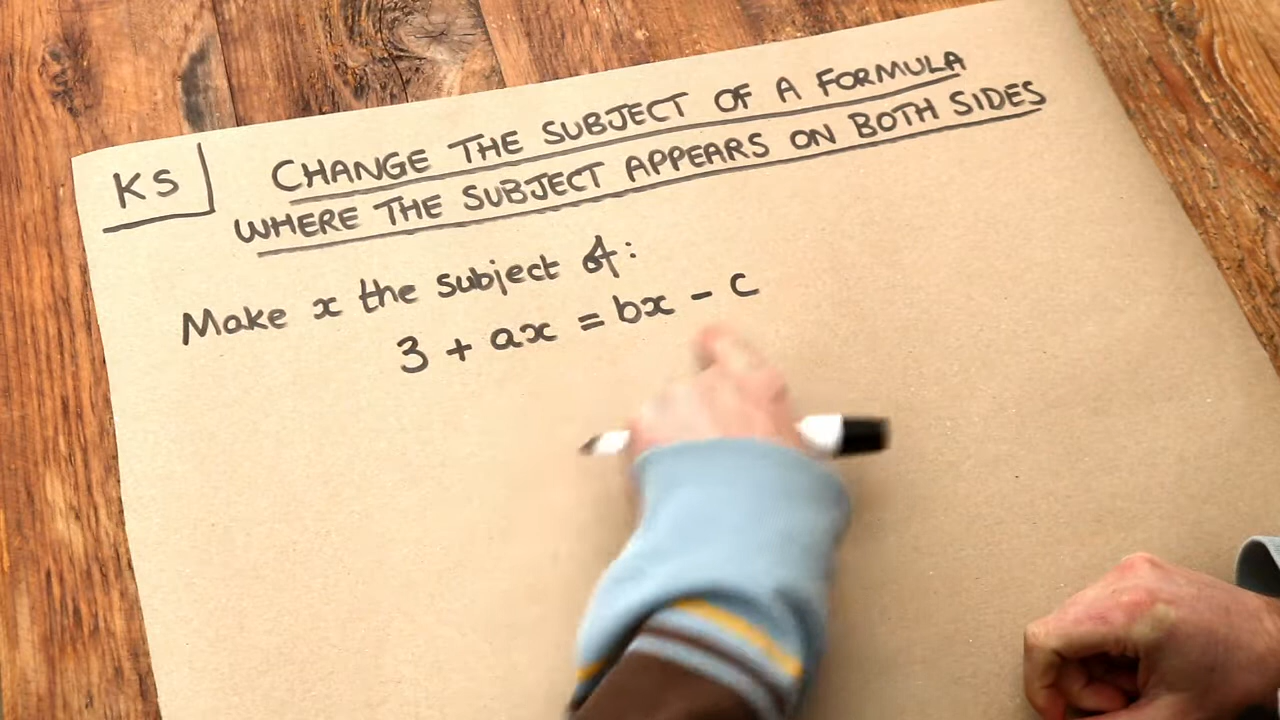 KS
CHANGE THE SUBJECT OF A FORMULA
WHERE THE SUBJECT APPEARS ON BOTH SIDES
Make x the subject of:
3 + ax = bx - c